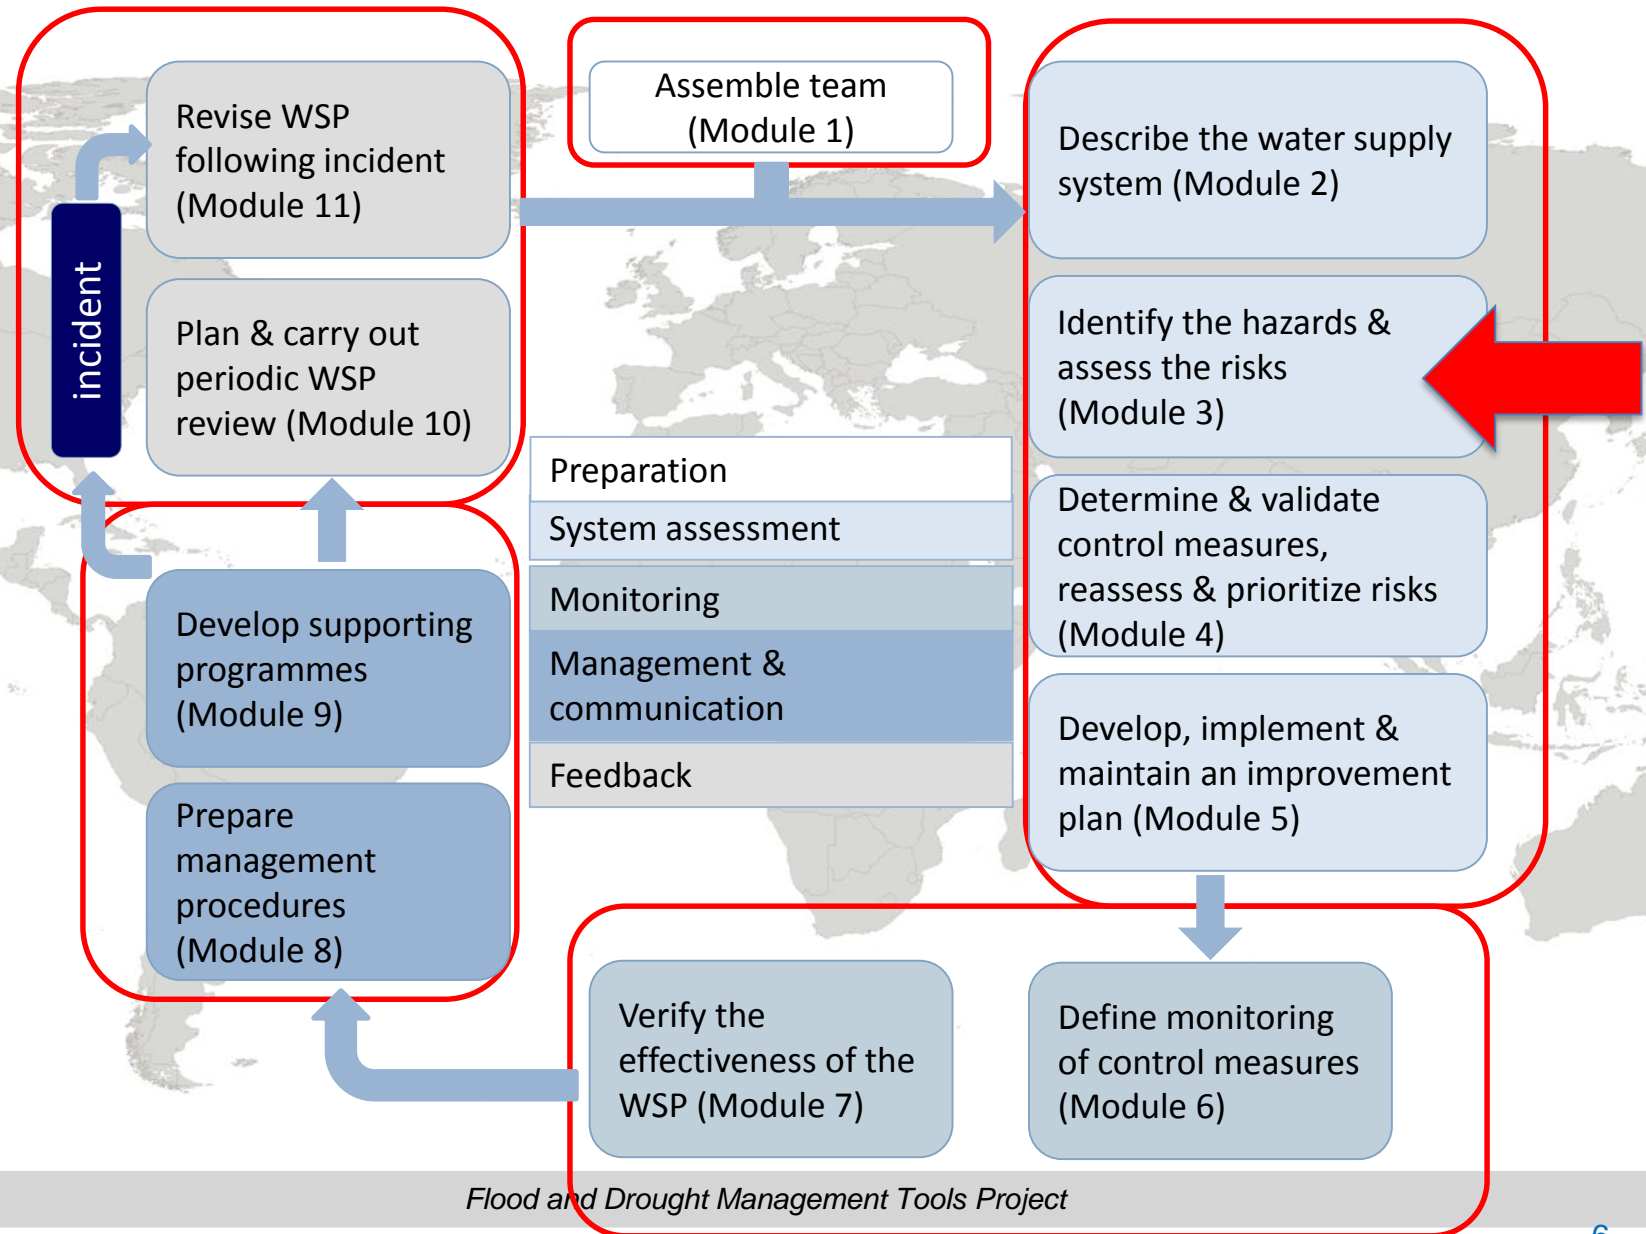 Revise WSP
following incident
(Module 11)
incident
Plan & carry out
periodic WSP
review (Module 10)
Assemble team
(Module 1)
Describe the water supply
system (Module 2)
Identify the hazards &
assess the risks
(Module 3)
Determine & validate
control measures,
reassess & prioritize risks
(Module 4)
Develop, implement &
maintain an improvement
plan (Module 5)
Preparation
System assessment
Monitoring
Management &
communication
Feedback
Develop supporting
programmes
(Module 9)
Prepare
management
procedures
(Module 8)
Verify the
effectiveness of the
WSP (Module 7)
Define monitoring
of control measures
(Module 6)
Flood and Drought Management Tools Project